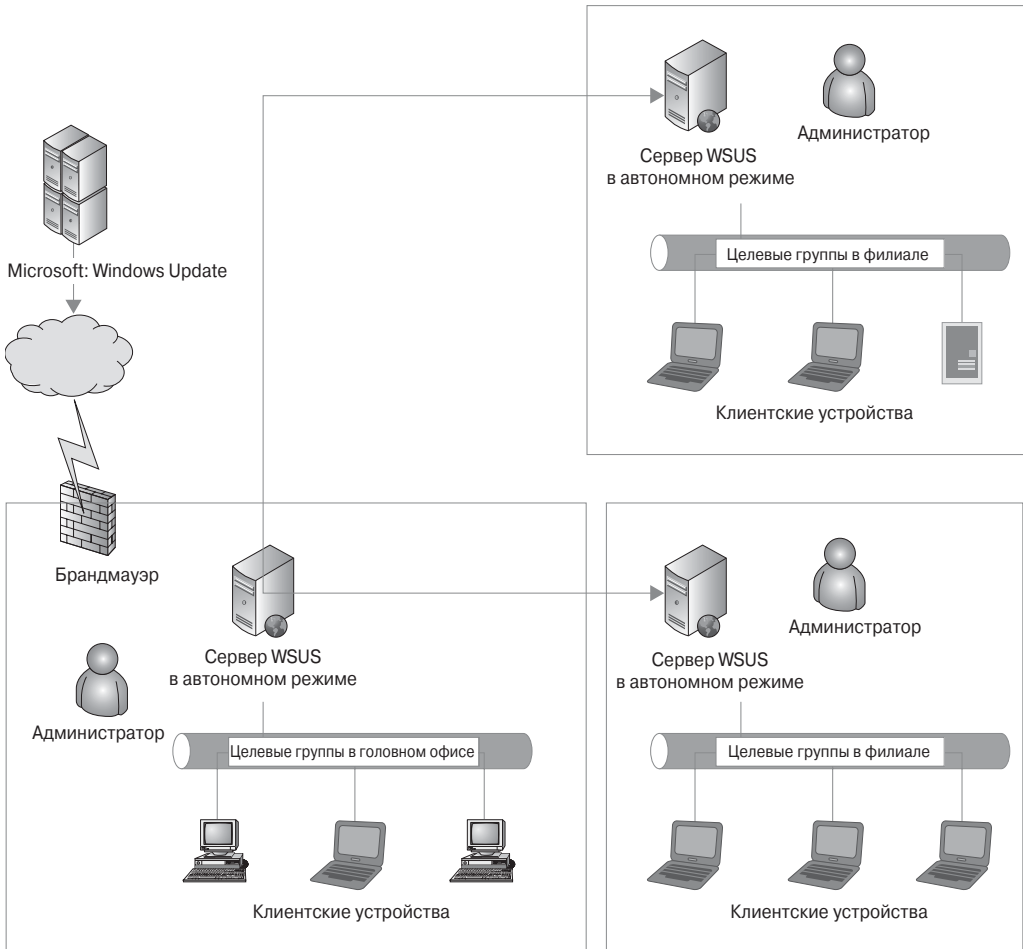 Microsoft: Windows Update
Брандмауэр
Сервер WSUS
в автономном режиме
Администратор
Целевые группы в филиале
Клиентские устройства
Сервер WSUS
в автономном режиме
Администратор
Целевые группы в головном офисе
Клиентские устройства
Сервер WSUS
в автономном режиме
Администратор
Целевые группы в филиале
Клиентские устройства